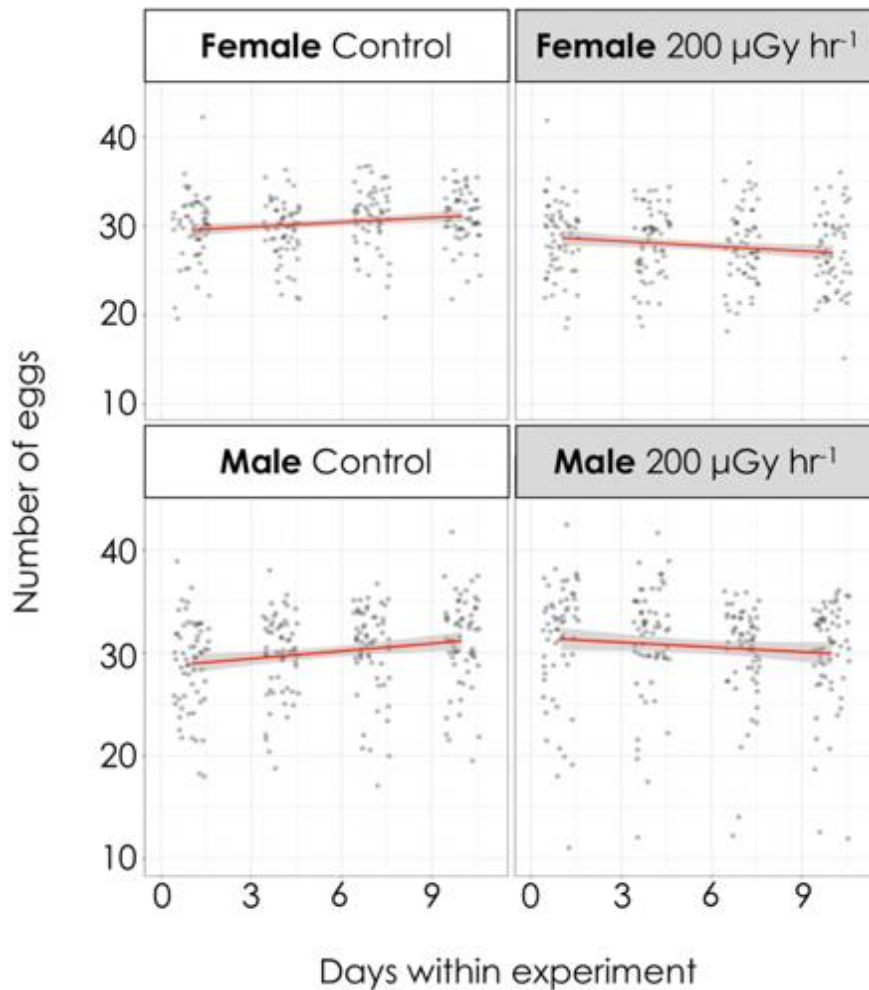 Female Control
Female 200 µGy hr⁻¹
40
30
20
10
Male Control
Male 200 µGy hr⁻¹
40
30
20
10
Number of eggs
0 3 6 9
0 3 6 9
Days within experiment